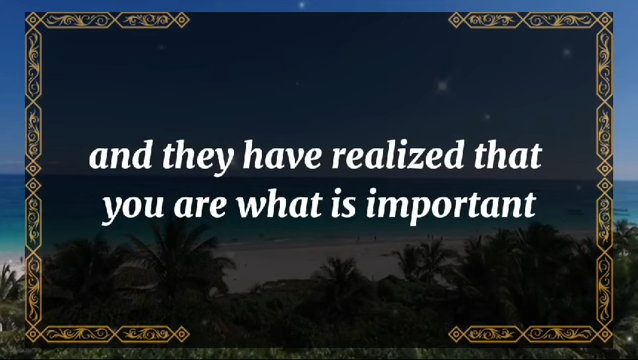 and they have realized that
you are what is important